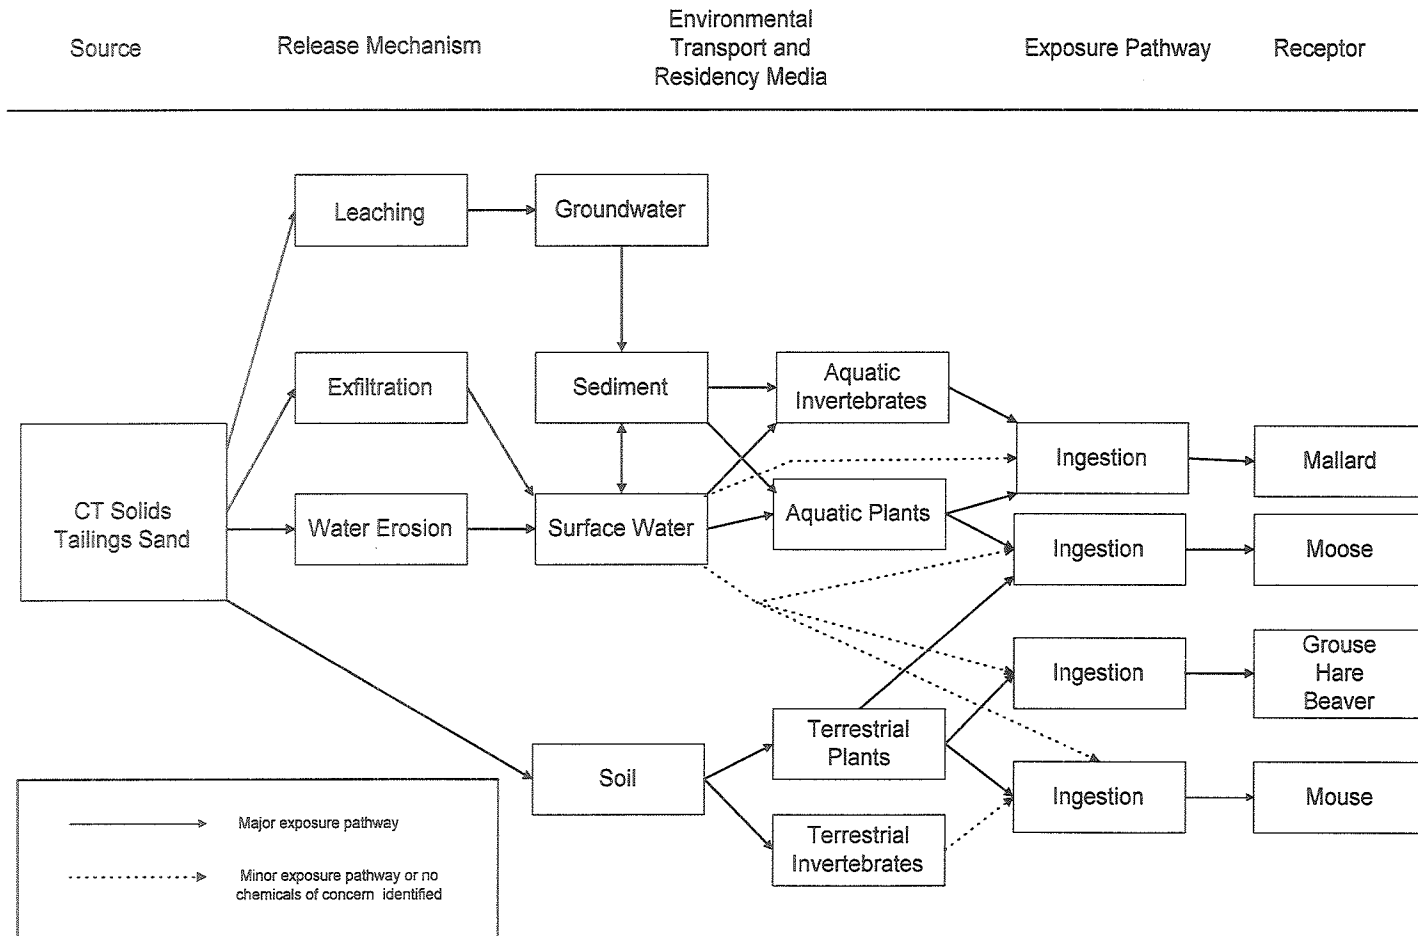 Source
Release Mechanism
Environmental
Transport and
Residency Media
Exposure Pathway
Receptor
Leaching
Groundwater
Exfiltration
Sediment
Aquatic
Invertebrates
CT Solids
Tailings Sand
Water Erosion
Surface Water
Aquatic Plants
Ingestion
Mallard
Ingestion
Moose
Ingestion
Grouse
Hare
Beaver
Soil
Terrestrial
Plants
Ingestion
Mouse
Terrestrial
Invertebrates
Major exposure pathway
Minor exposure pathway or no
chemicals of concern identified